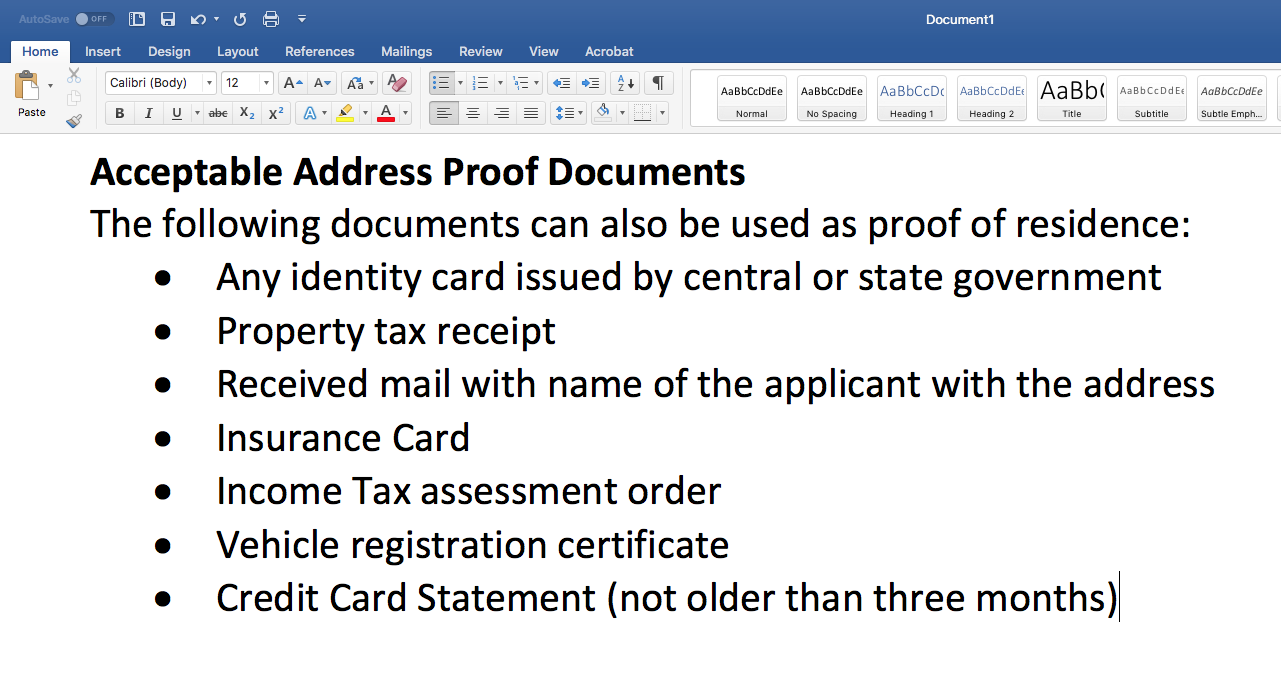 AutoSave OFF Document1
Home Insert Design Layout References Mailings Review View Acrobat
Calibri (Body) 12 A A Aa A A Z ¶ AaBbCcDdEe AaBbCcDdEe AaBbCcDc AaBbCcDdEe AaBb( AaBbCcDdEe AaBbCcDdEe
Paste B I U abc X2 X2 A A Normal No Spacing Heading 1 Heading 2 Title Subtitle Subtle Emph...
Acceptable Address Proof Documents
The following documents can also be used as proof of residence:
● Any identity card issued by central or state government
● Property tax receipt
● Received mail with name of the applicant with the address
● Insurance Card
● Income Tax assessment order
● Vehicle registration certificate
● Credit Card Statement (not older than three months)